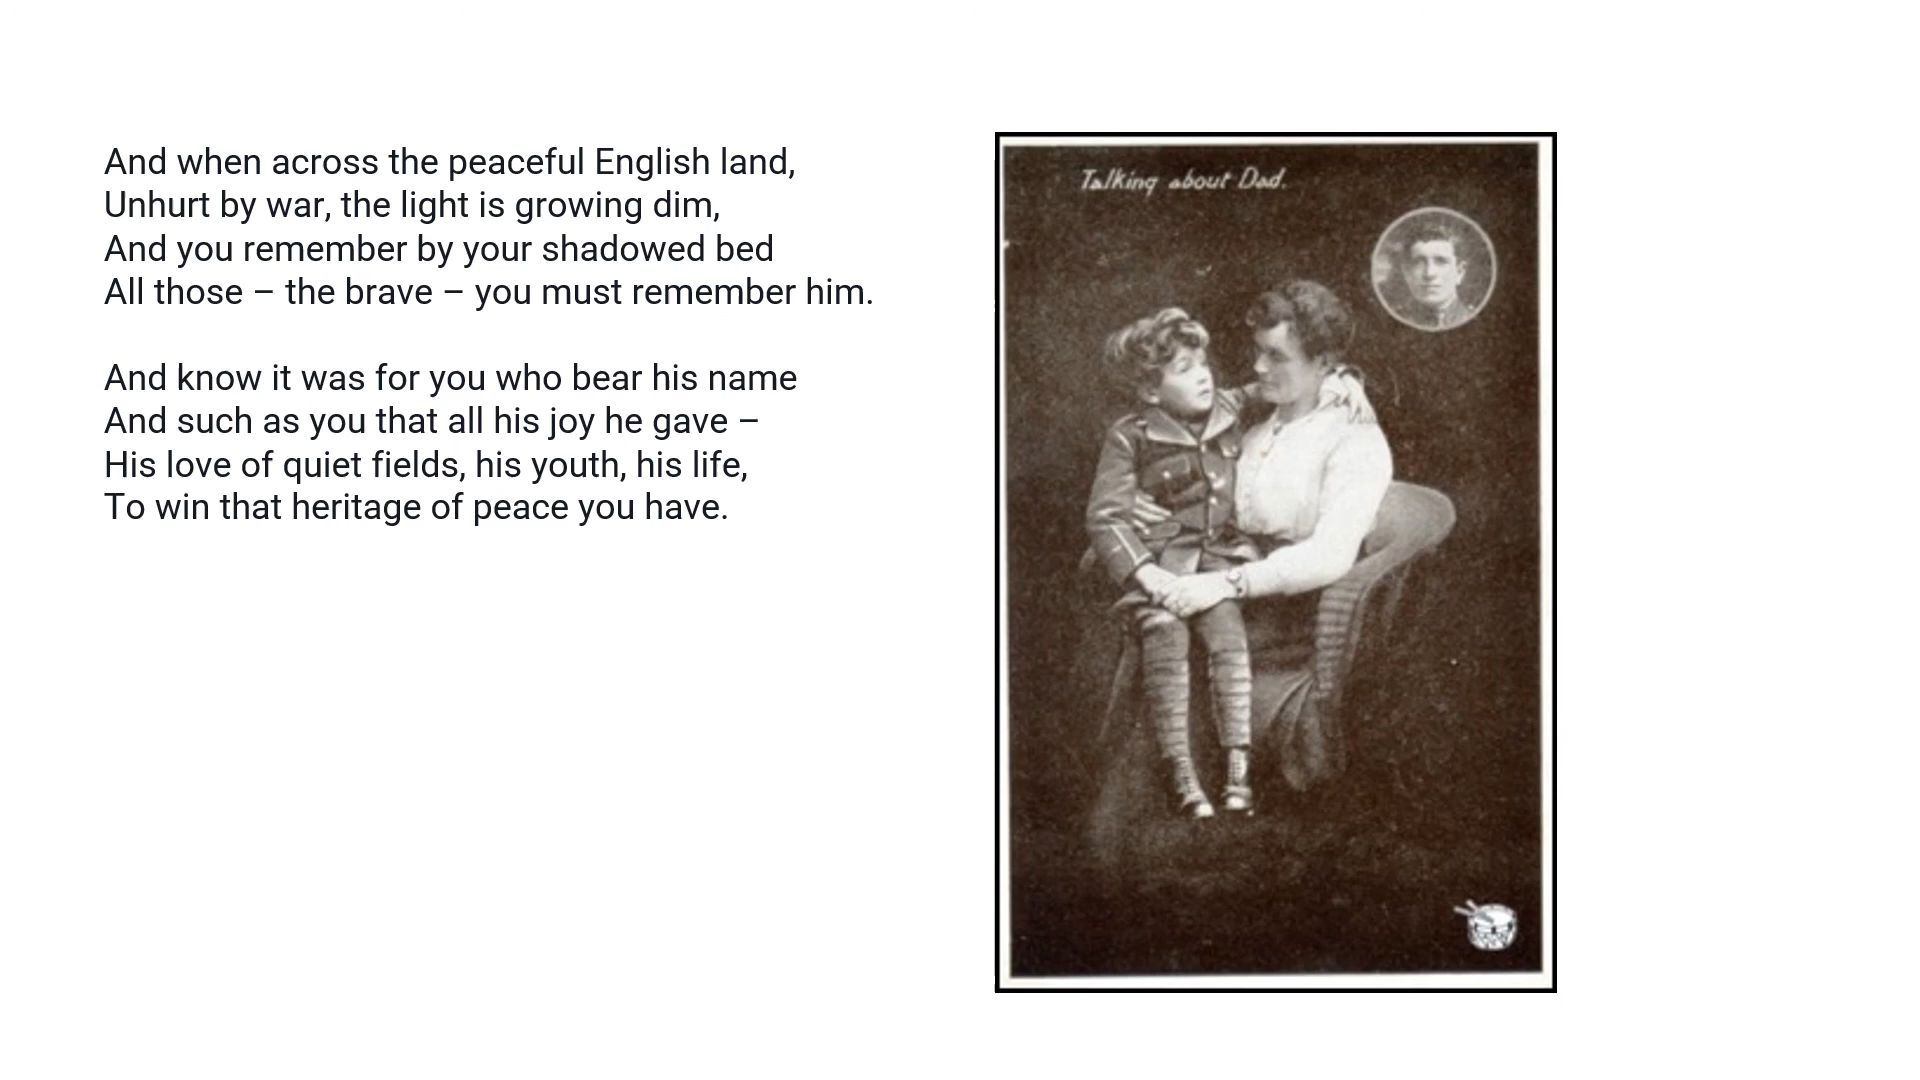 And when across the peaceful English land,
Unhurt by war, the light is growing dim,
And you remember by your shadowed bed
All those – the brave – you must remember him.
And know it was for you who bear his name
And such as you that all his joy he gave –
His love of quiet fields, his youth, his life,
To win that heritage of peace you have.
Talking about Dad.